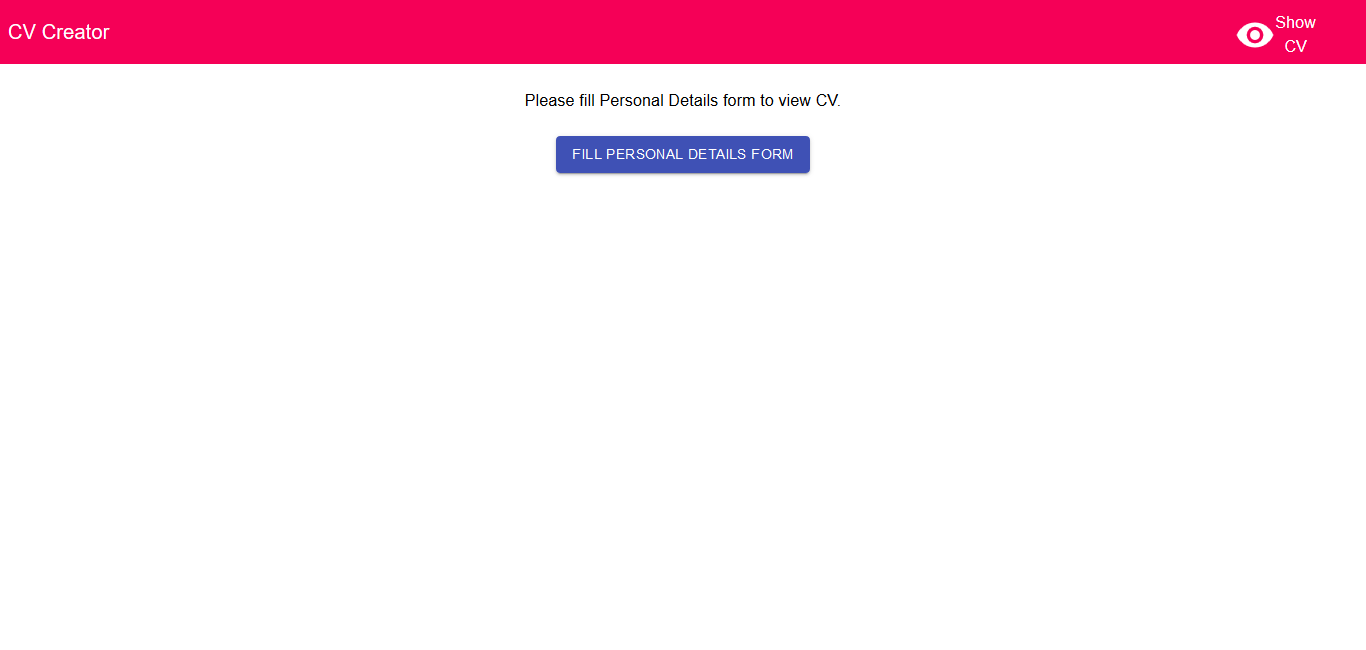 CV Creator
Show
CV
Please fill Personal Details form to view CV.
FILL PERSONAL DETAILS FORM